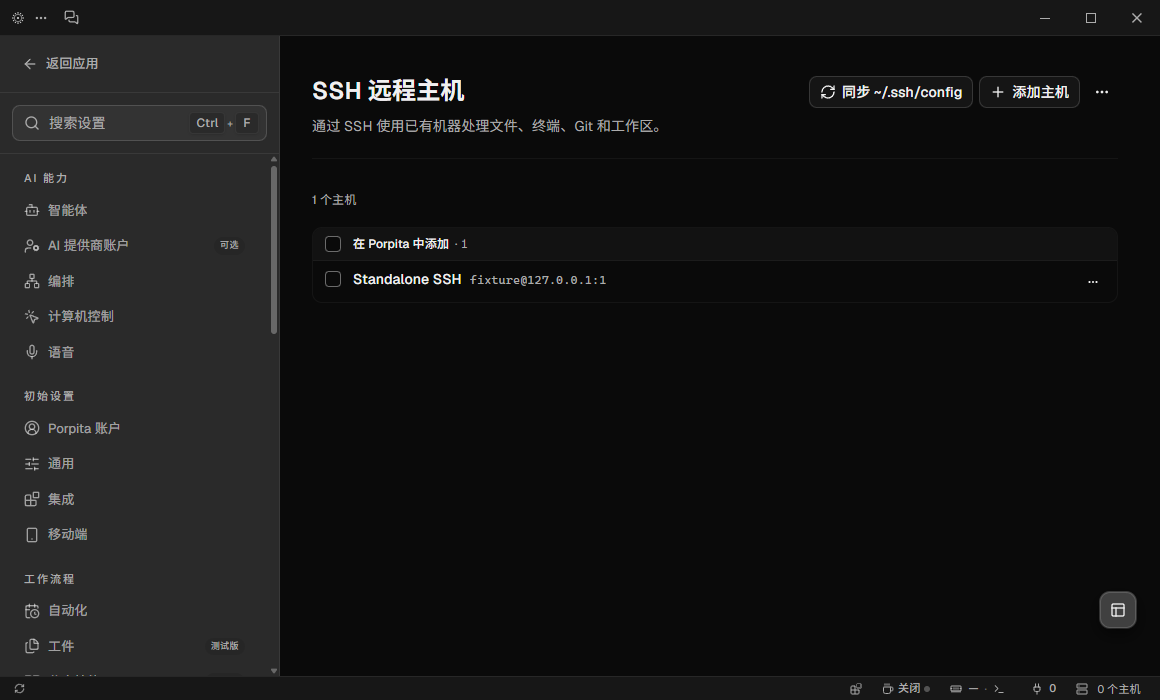 返回应用
搜索设置 Ctrl + F
AI 能力
智能体
AI 提供商账户 可选
编排
计算机控制
语音
初始设置
Porpita 账户
通用
集成
移动端
工作流程
自动化
工件 测试版
SSH 远程主机
同步 ~/.ssh/config
添加主机
通过 SSH 使用已有机器处理文件、终端、Git 和工作区。
1 个主机
在 Porpita 中添加 · 1
Standalone SSH fixture@127.0.0.1:1
关闭
0
0 个主机